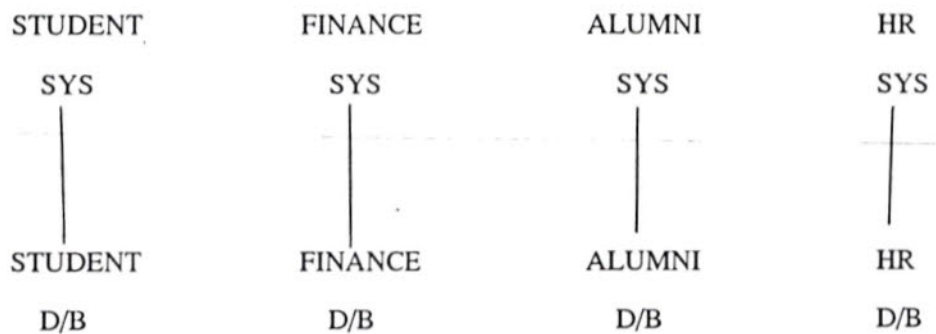 STUDENT FINANCE ALUMNI HR
SYS SYS SYS SYS
STUDENT FINANCE ALUMNI HR
D/B D/B D/B D/B